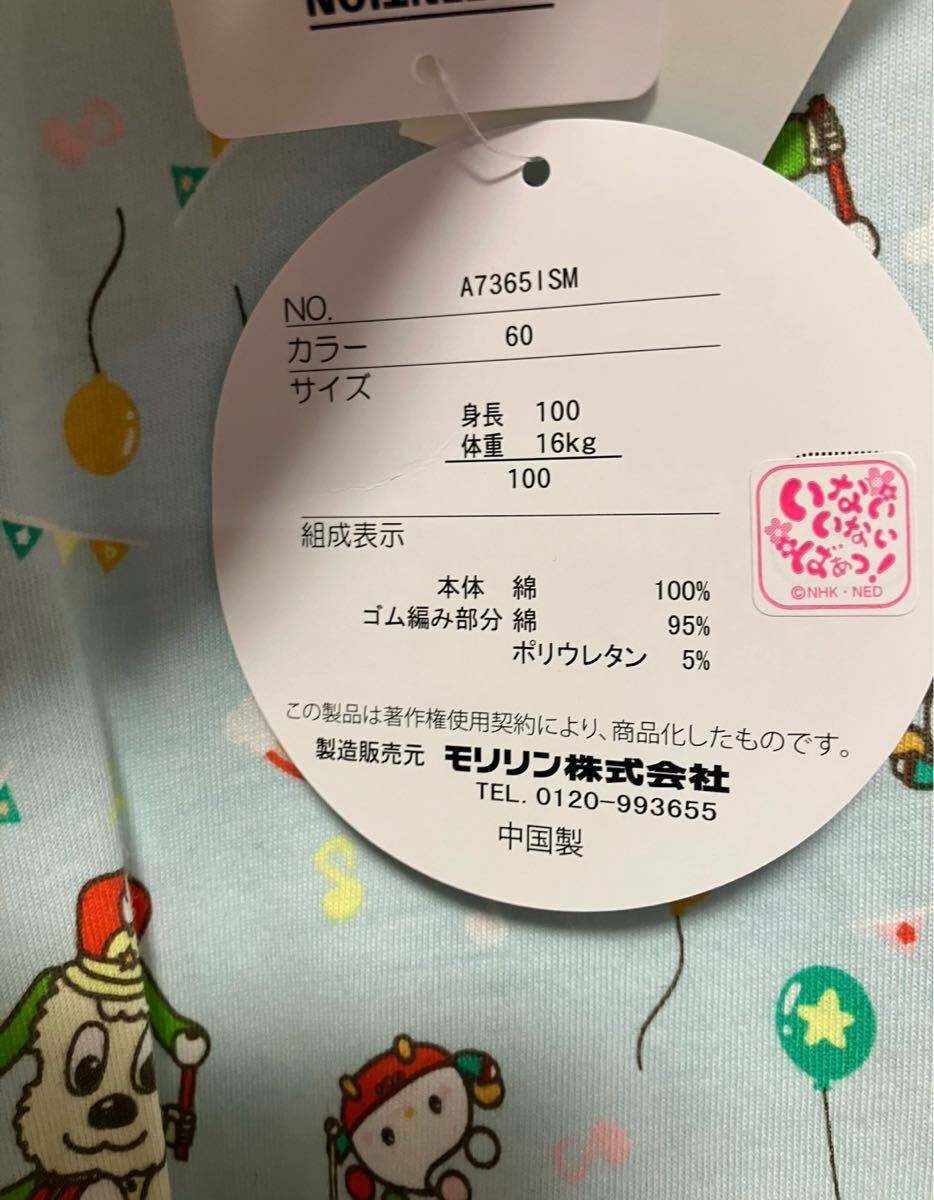 NO. A7365ISM
カラー 60
サイズ
身長 100
体重 16kg
100
組成表示
本体 綿 100%
ゴム編み部分 綿 95%
ポリウレタン 5%
この製品は著作権使用契約により、商品化したものです。
製造販売元 モリリン株式会社
TEL. 0120-993655
中国製
いないいないばあっ!
©NHK・NED